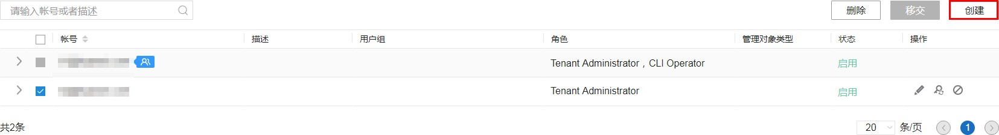 请输入帐号或者描述 删除 移交 创建
帐号 描述 用户组 角色 管理对象类型 状态 操作
Tenant Administrator，CLI Operator 启用
Tenant Administrator 启用
共2条 20 条/页 1